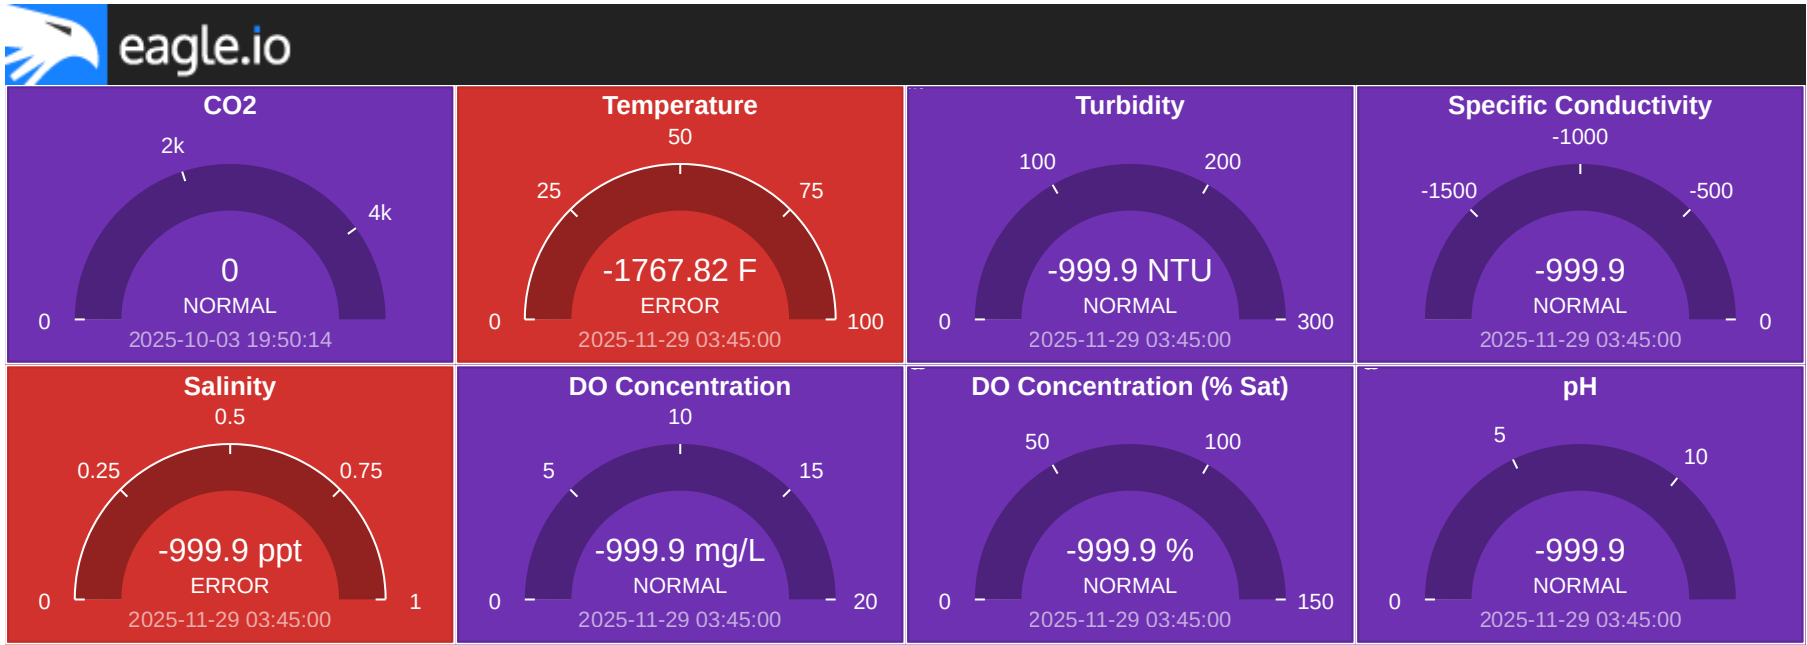 eagle.io
CO2
2k
4k
0
0
NORMAL
2025-10-03 19:50:14
Temperature
50
25
75
-1767.82 F
ERROR
0
100
2025-11-29 03:45:00
Turbidity
100
200
-999.9 NTU
NORMAL
0
300
2025-11-29 03:45:00
Specific Conductivity
-1000
-1500
-500
-999.9
NORMAL
0
2025-11-29 03:45:00
Salinity
0.5
0.25
0.75
-999.9 ppt
ERROR
0
1
2025-11-29 03:45:00
DO Concentration
10
5
15
-999.9 mg/L
NORMAL
0
20
2025-11-29 03:45:00
DO Concentration (% Sat)
50
100
-999.9 %
NORMAL
0
150
2025-11-29 03:45:00
pH
5
10
-999.9
NORMAL
0
2025-11-29 03:45:00